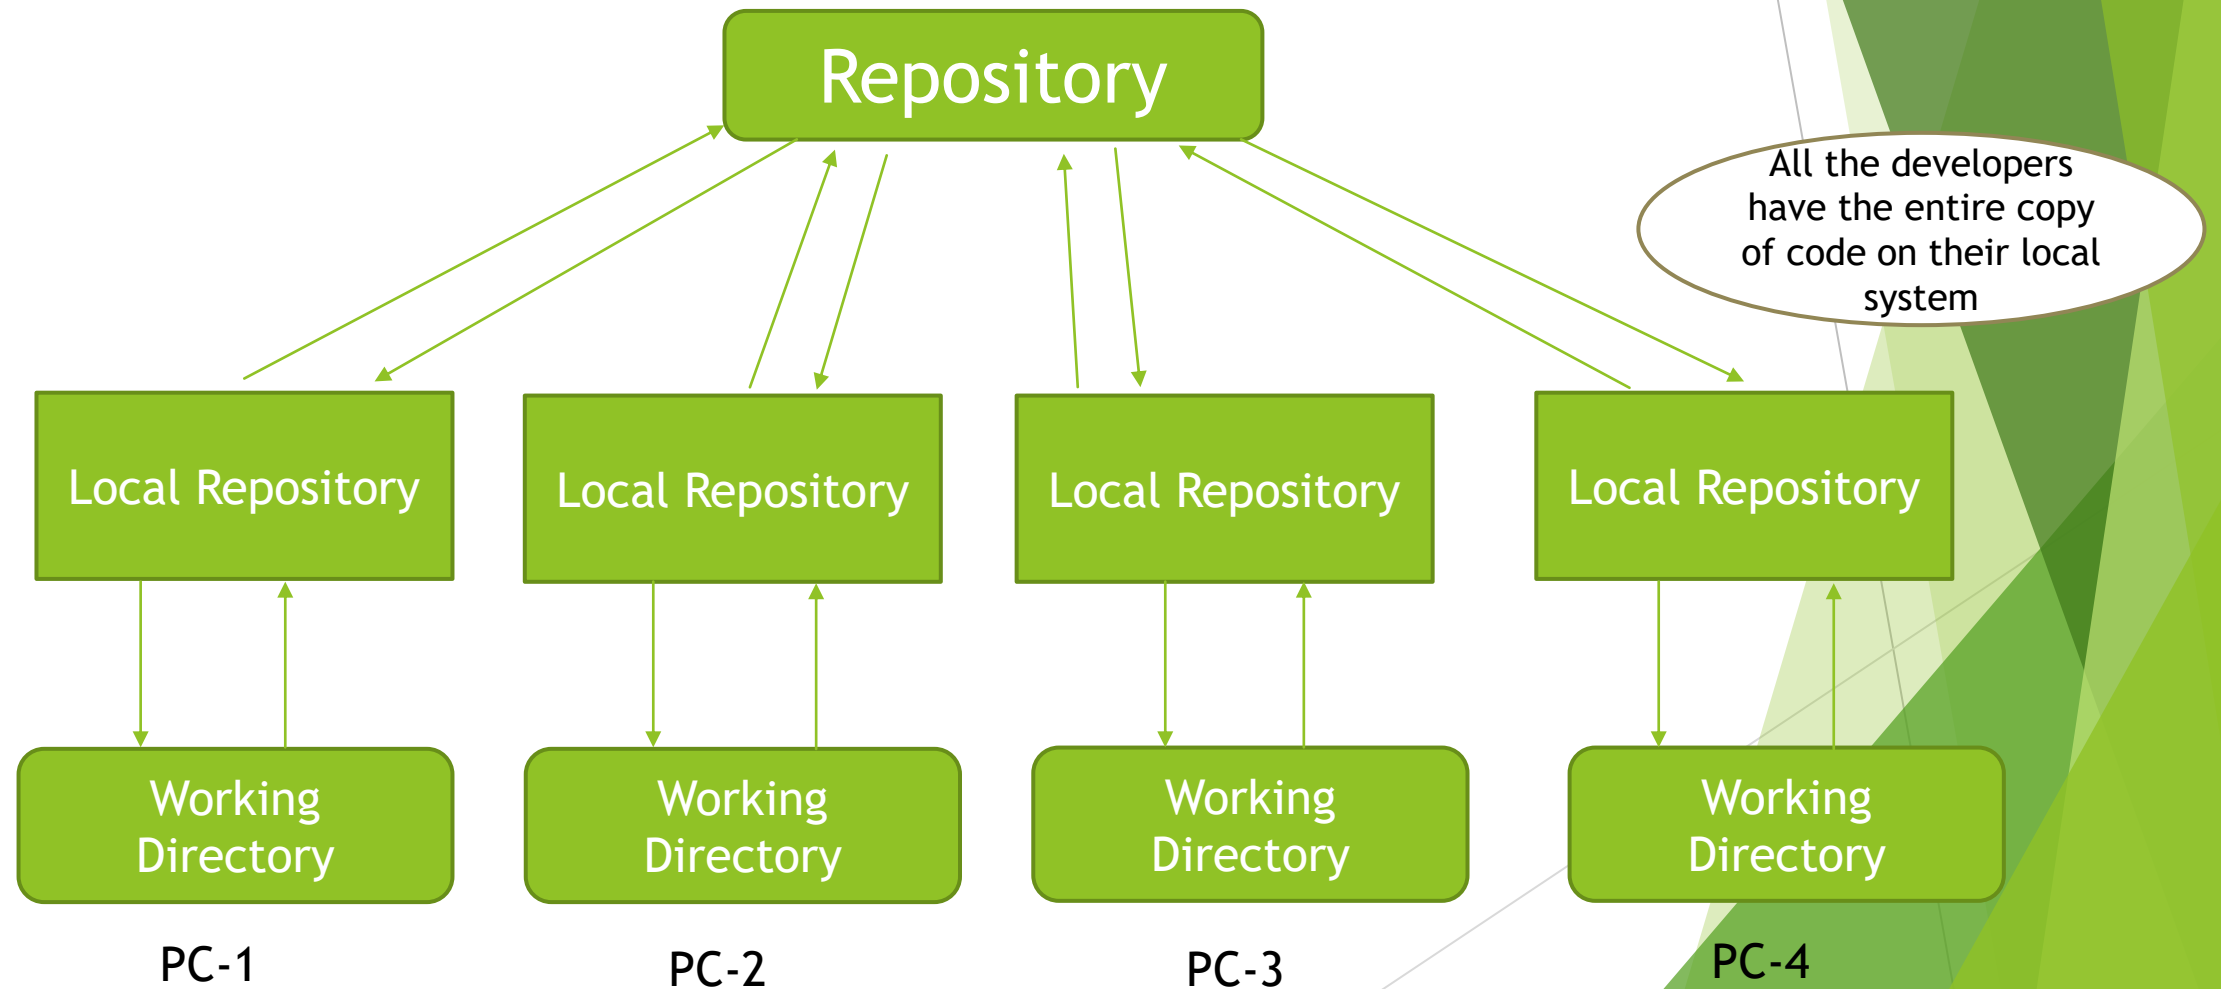 Repository
All the developers
have the entire copy
of code on their local
system
Local Repository
Local Repository
Local Repository
Local Repository
Working
Directory
Working
Directory
Working
Directory
Working
Directory
PC-1
PC-2
PC-3
PC-4